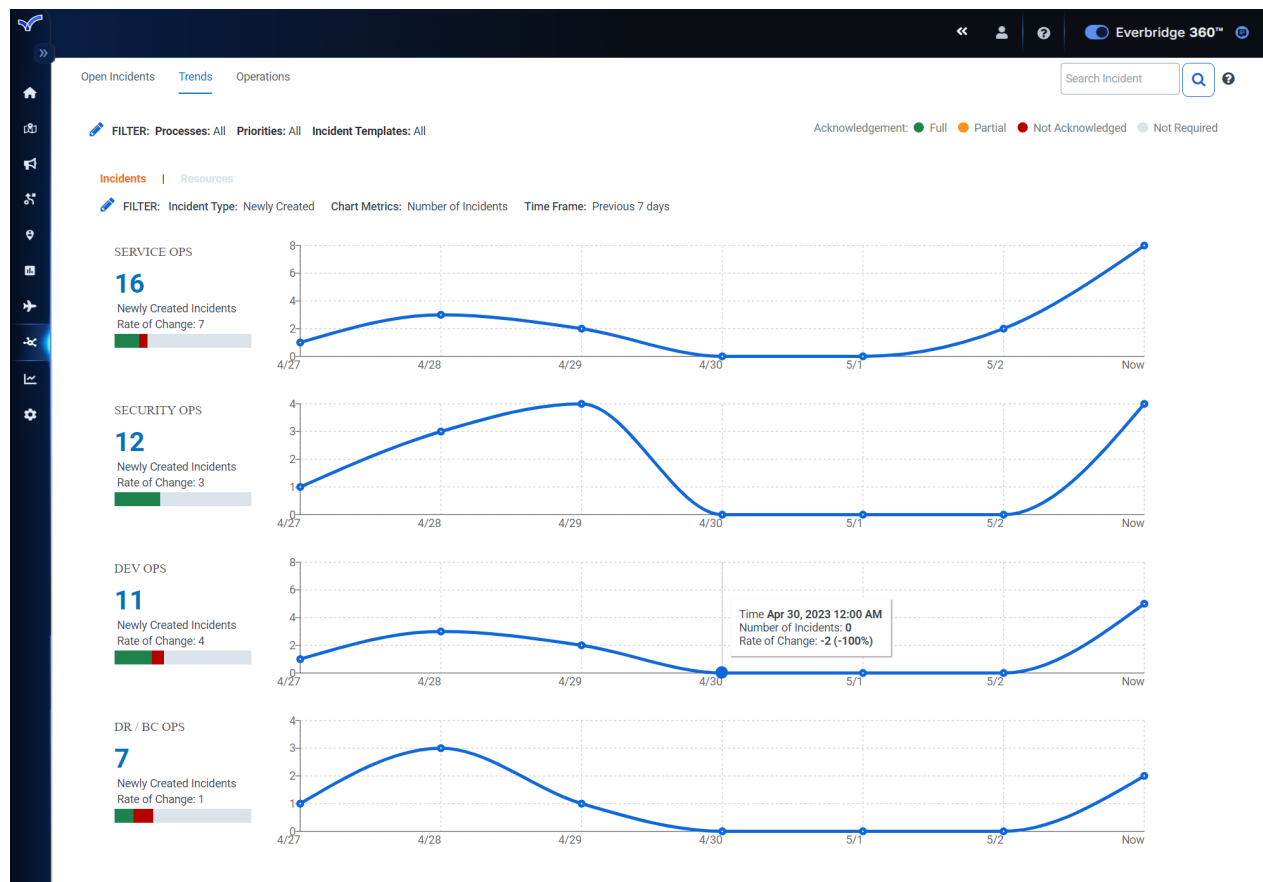 Everbridge 360™
Open Incidents Trends Operations
Search Incident
FILTER: Processes: All Priorities: All Incident Templates: All
Acknowledgement: Full Partial Not Acknowledged Not Required
Incidents | Resources
FILTER: Incident Type: Newly Created Chart Metrics: Number of Incidents Time Frame: Previous 7 days
SERVICE OPS
16
Newly Created Incidents
Rate of Change: 7
8
6
4
2
0
4/27 4/28 4/29 4/30 5/1 5/2 Now
SECURITY OPS
12
Newly Created Incidents
Rate of Change: 3
4
3
2
1
0
4/27 4/28 4/29 4/30 5/1 5/2 Now
DEV OPS
11
Newly Created Incidents
Rate of Change: 4
8
6
4
2
0
Time Apr 30, 2023 12:00 AM
Number of Incidents: 0
Rate of Change: -2 (-100%)
4/27 4/28 4/29 4/30 5/1 5/2 Now
DR / BC OPS
7
Newly Created Incidents
Rate of Change: 1
4
3
2
1
0
4/27 4/28 4/29 4/30 5/1 5/2 Now